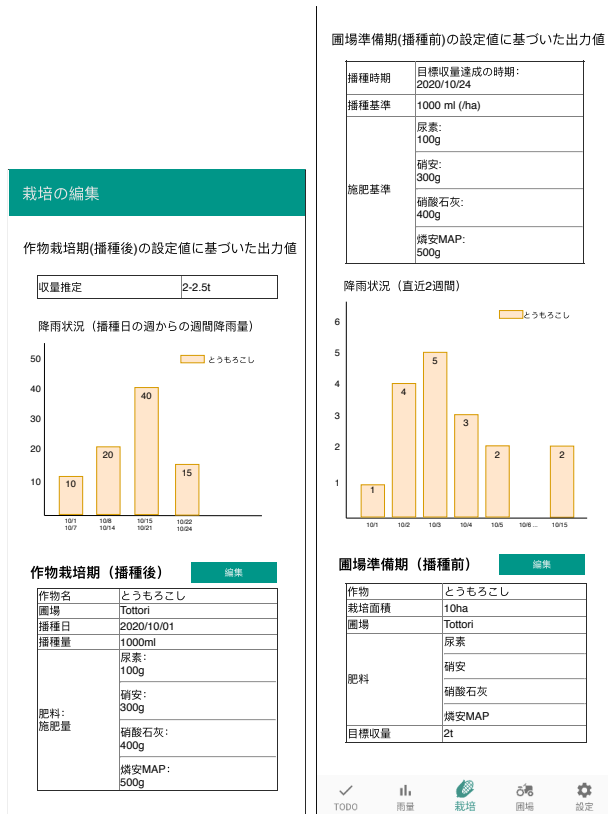 栽培の編集
作物栽培期(播種後)の設定値に基づいた出力値
収量推定 2-2.5t
降雨状況（播種日の週からの週間降雨量）
とうもろこし
50
40
30
20
10
10
20
40
15
10/1 10/8 10/15 10/22
10/7 10/14 10/21 10/24
作物栽培期（播種後） 編集
作物名 とうもろこし
圃場 Tottori
播種日 2020/10/01
播種量 1000ml
肥料：
施肥量
尿素：
100g
硝安：
300g
硝酸石灰：
400g
燐安MAP：
500g
圃場準備期(播種前)の設定値に基づいた出力値
播種時期
目標収量達成の時期：
2020/10/24
播種基準 1000 ml (/ha)
施肥基準
尿素:
100g
硝安:
300g
硝酸石灰:
400g
燐安MAP:
500g
降雨状況（直近2週間）
とうもろこし
6
5
4
3
2
1
1
4
5
3
2
2
10/1 10/2 10/3 10/4 10/5 10/6 ... 10/15
圃場準備期（播種前） 編集
作物 とうもろこし
栽培面積 10ha
圃場 Tottori
肥料
尿素
硝安
硝酸石灰
燐安MAP
目標収量 2t
TODO 雨量 栽培 圃場 設定